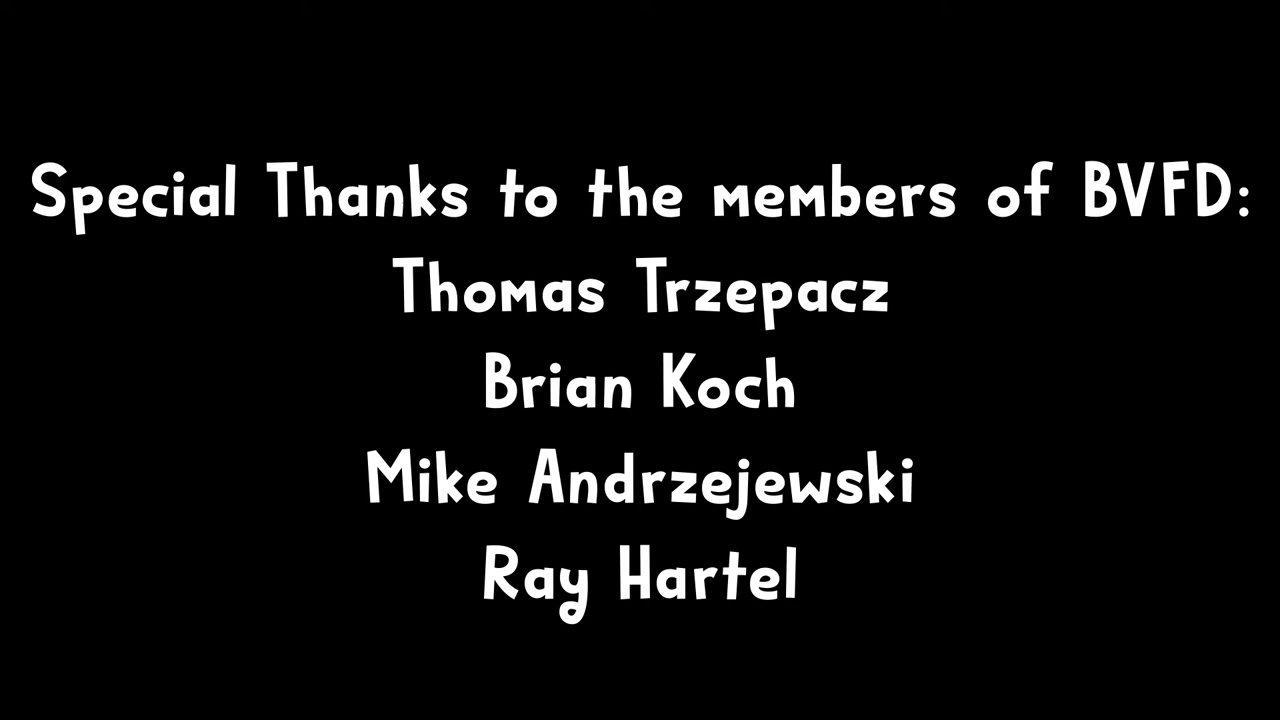 Special Thanks to the members of BVFD:
Thomas Trzepacz
Brian Koch
Mike Andrzejewski
Ray Hartel